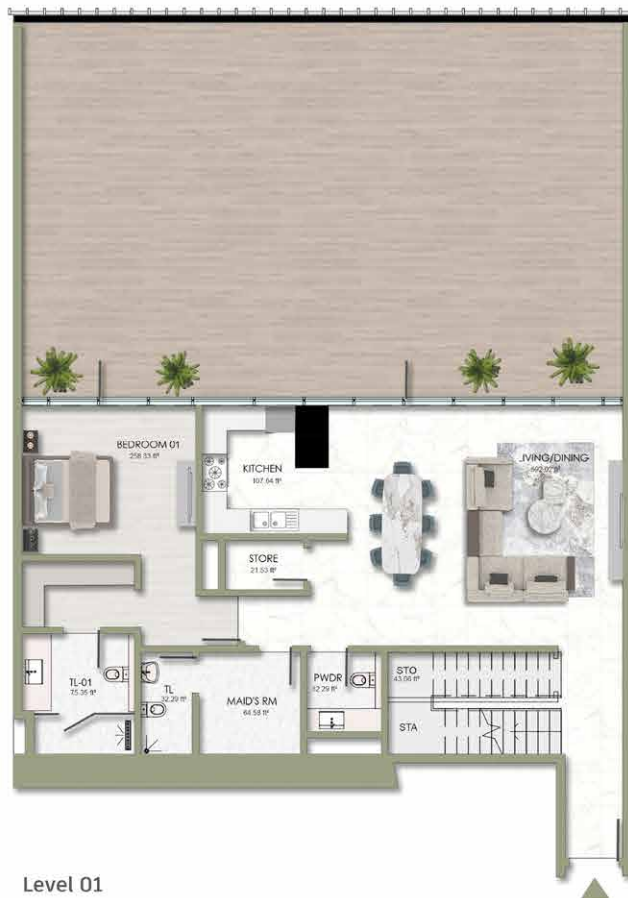 BEDROOM 01
258.33 ft²
KITCHEN
107.64 ft²
LIVING/DINING
STORE
21.53 ft²
TL-01
75.35 ft²
TL
32.29 ft²
MAID'S RM
64.58 ft²
PWDR
32.29 ft²
STO
43.06 ft²
STA
Level 01